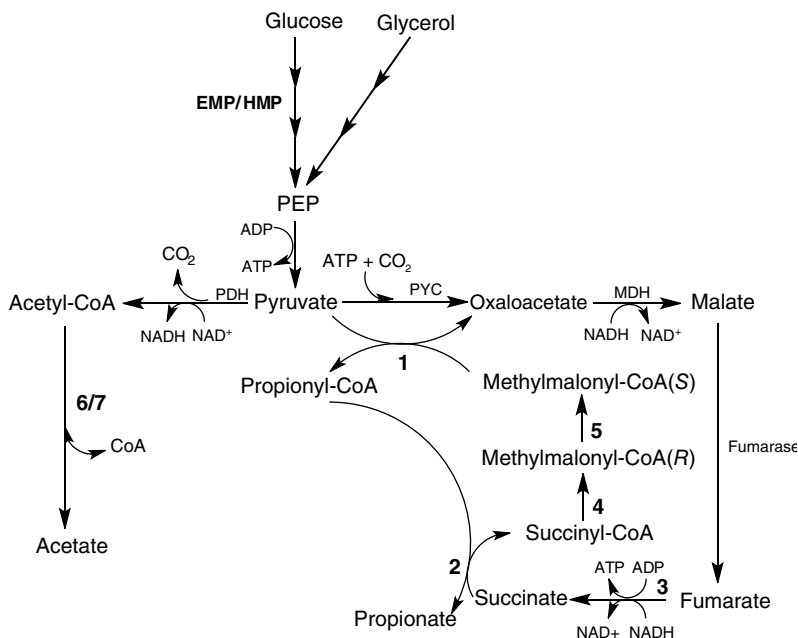 Glucose
Glycerol
EMP/HMP
PEP
ADP
ATP
CO2
ATP + CO2
PDH
PYC
MDH
Acetyl-CoA
Pyruvate
Oxaloacetate
Malate
NADH
NAD+
NADH
NAD+
1
Propionyl-CoA
Methylmalonyl-CoA(S)
6/7
5
CoA
Methylmalonyl-CoA(R)
Fumarase
4
Succinyl-CoA
Acetate
2
ATP
ADP
3
Succinate
Fumarate
Propionate
NAD+
NADH